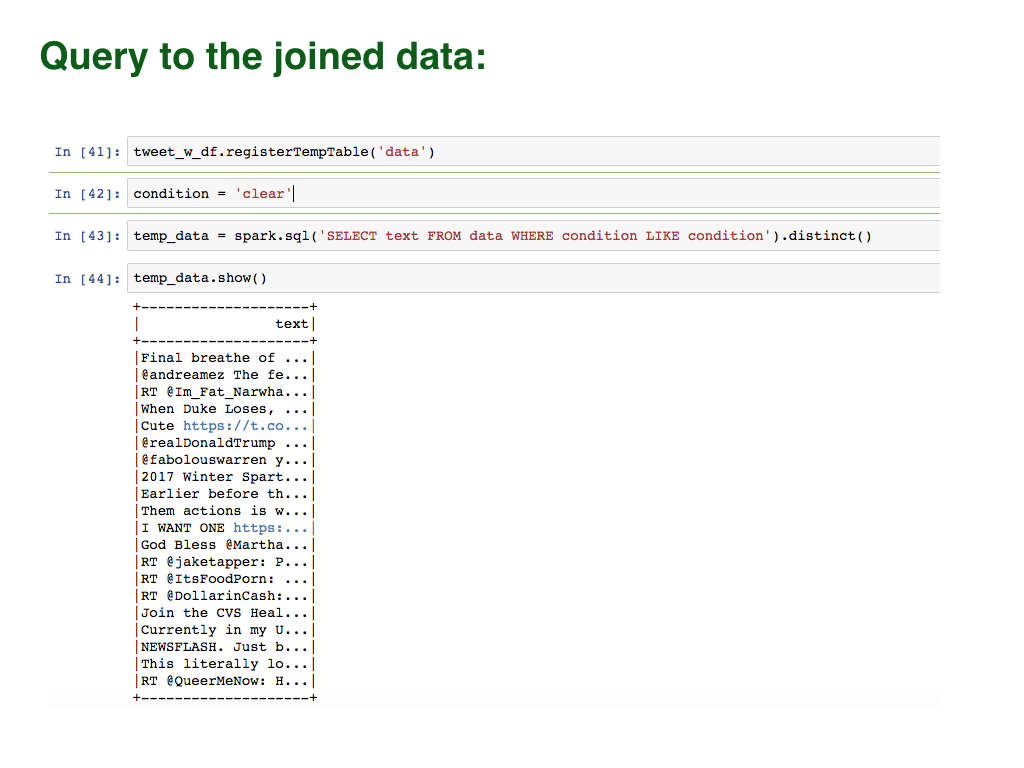 Query to the joined data:
In [41]: tweet_w_df.registerTempTable('data')
In [42]: condition = 'clear'
In [43]: temp_data = spark.sql('SELECT text FROM data WHERE condition LIKE condition').distinct()
In [44]: temp_data.show()
+--------------------+
|                text|
+--------------------+
|Final breathe of ...|
|@andreamez The fe...|
|RT @Im_Fat_Narwha...|
|When Duke Loses, ...|
|Cute https://t.co...|
|@realDonaldTrump ...|
|@fabolouswarren y...|
|2017 Winter Spart...|
|Earlier before th...|
|Them actions is w...|
|I WANT ONE https:...|
|God Bless @Martha...|
|RT @jaketapper: P...|
|RT @ItsFoodPorn: ...|
|RT @DollarinCash:...|
|Join the CVS Heal...|
|Currently in my U...|
|NEWSFLASH. Just b...|
|This literally lo...|
|RT @QueerMeNow: H...|
+--------------------+